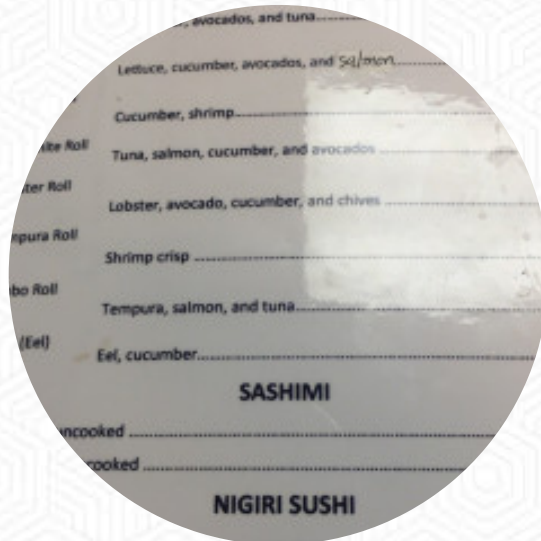 , avocados, and tuna
Lettuce, cucumber, avocados, and salmon
Cucumber, shrimp
Roll Tuna, salmon, cucumber, and avocados
Roll Lobster, avocado, cucumber, and chives
Roll Shrimp crisp
Roll Tempura, salmon, and tuna
(Eel) Eel, cucumber
SASHIMI
ncooked
cooked
NIGIRI SUSHI